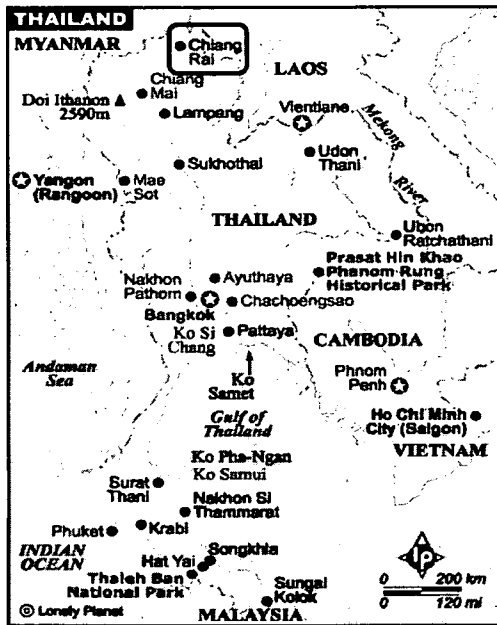 THAILAND
MYANMAR
Chiang
Rai
LAOS
Chiang
Mai
Doi Ithanon
2590m
Lampang
Vientiane
Mekong
River
Sukhothai
Udon
Thani
Yangon
(Rangoon)
Mae
Sot
THAILAND
Ubon
Ratchathani
Prasat Hin Khao
Phanom Rung
Historical Park
Ayuthaya
Nakhon
Pathom
Bangkok
Chachoengsao
Ko Si
Chang
Pattaya
CAMBODIA
Andaman
Sea
Ko
Samet
Phnom
Penh
Gulf of
Thailand
Ho Chi Minh
City (Saigon)
VIETNAM
Ko Pha-Ngan
Ko Samui
Surat
Thani
Nakhon Si
Thammarat
Phuket
Krabi
INDIAN
OCEAN
Songkhla
Hat Yai
Thaleh Ban
National Park
Sungai
Kolok
lp
0 200 km
0 120 mi
© Lonely Planet
MALAYSIA